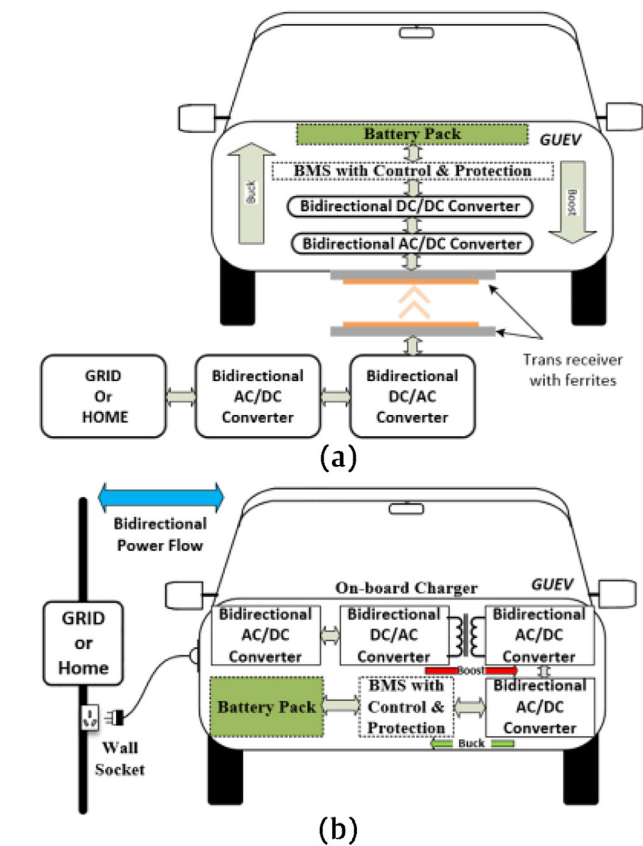 Battery Pack
GUEV
BMS with Control & Protection
Buck
Boost
Bidirectional DC/DC Converter
Bidirectional AC/DC Converter
Trans receiver
with ferrites
GRID
Or
HOME
Bidirectional
AC/DC
Converter
Bidirectional
DC/AC
Converter
(a)
Bidirectional
Power Flow
On-board Charger
GUEV
GRID
or
Home
Bidirectional
AC/DC
Converter
Bidirectional
DC/AC
Converter
Bidirectional
AC/DC
Converter
Boost
Battery Pack
BMS with
Control &
Protection
Bidirectional
AC/DC
Converter
Buck
Wall
Socket
(b)